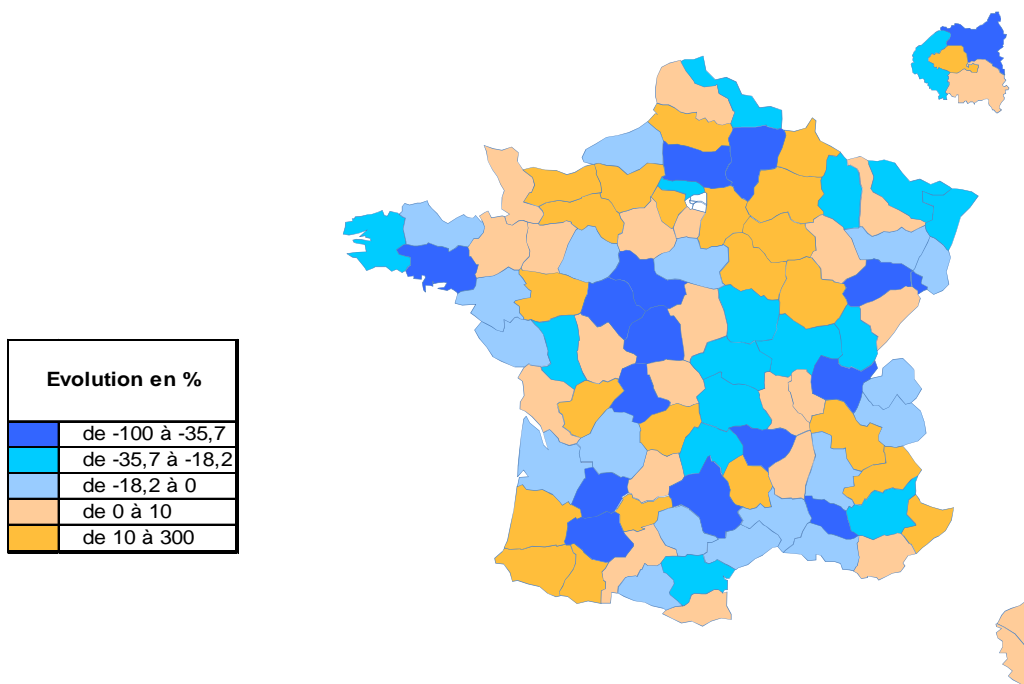 Evolution en %
de -100 à -35,7
de -35,7 à -18,2
de -18,2 à 0
de 0 à 10
de 10 à 300